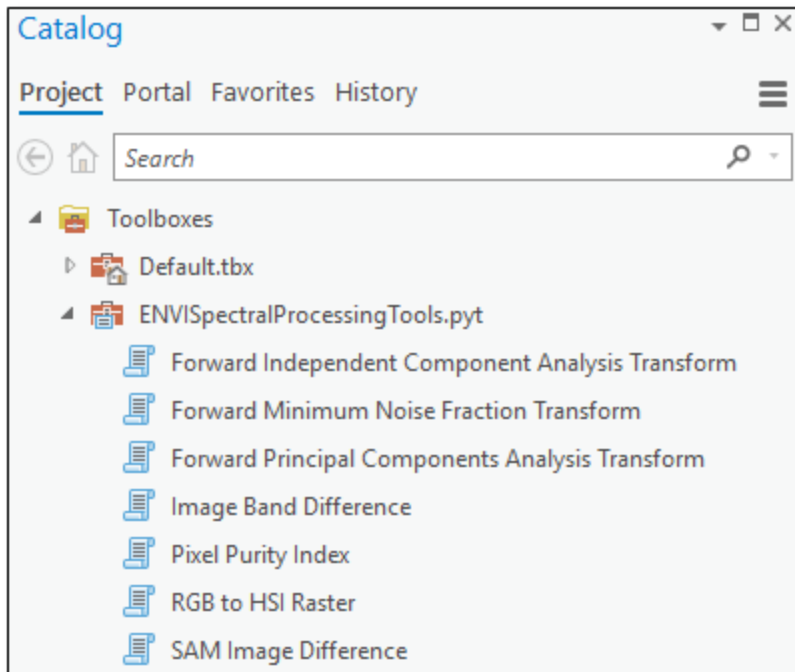 Catalog
Project Portal Favorites History
Search
Toolboxes
Default.tbx
ENVISpectralProcessingTools.pyt
Forward Independent Component Analysis Transform
Forward Minimum Noise Fraction Transform
Forward Principal Components Analysis Transform
Image Band Difference
Pixel Purity Index
RGB to HSI Raster
SAM Image Difference